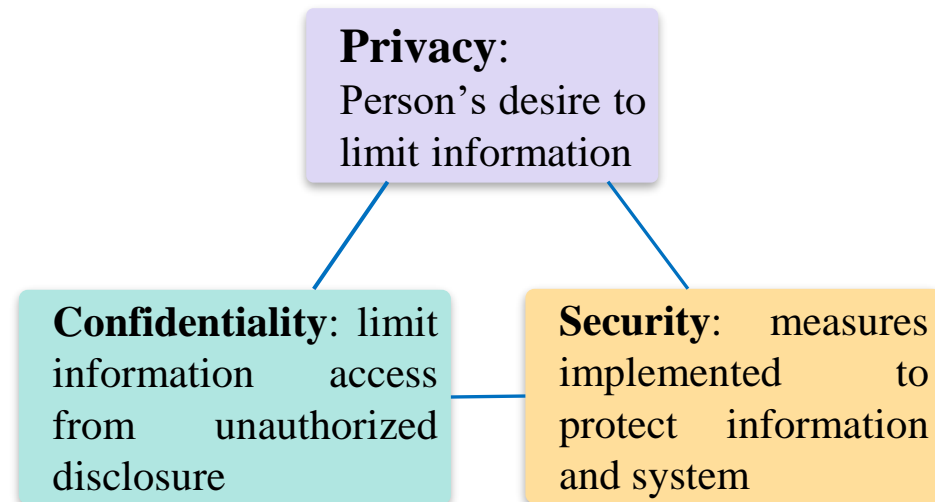 Privacy:
Person’s desire to
limit information
Confidentiality: limit
information access
from unauthorized
disclosure
Security: measures
implemented to
protect information
and system